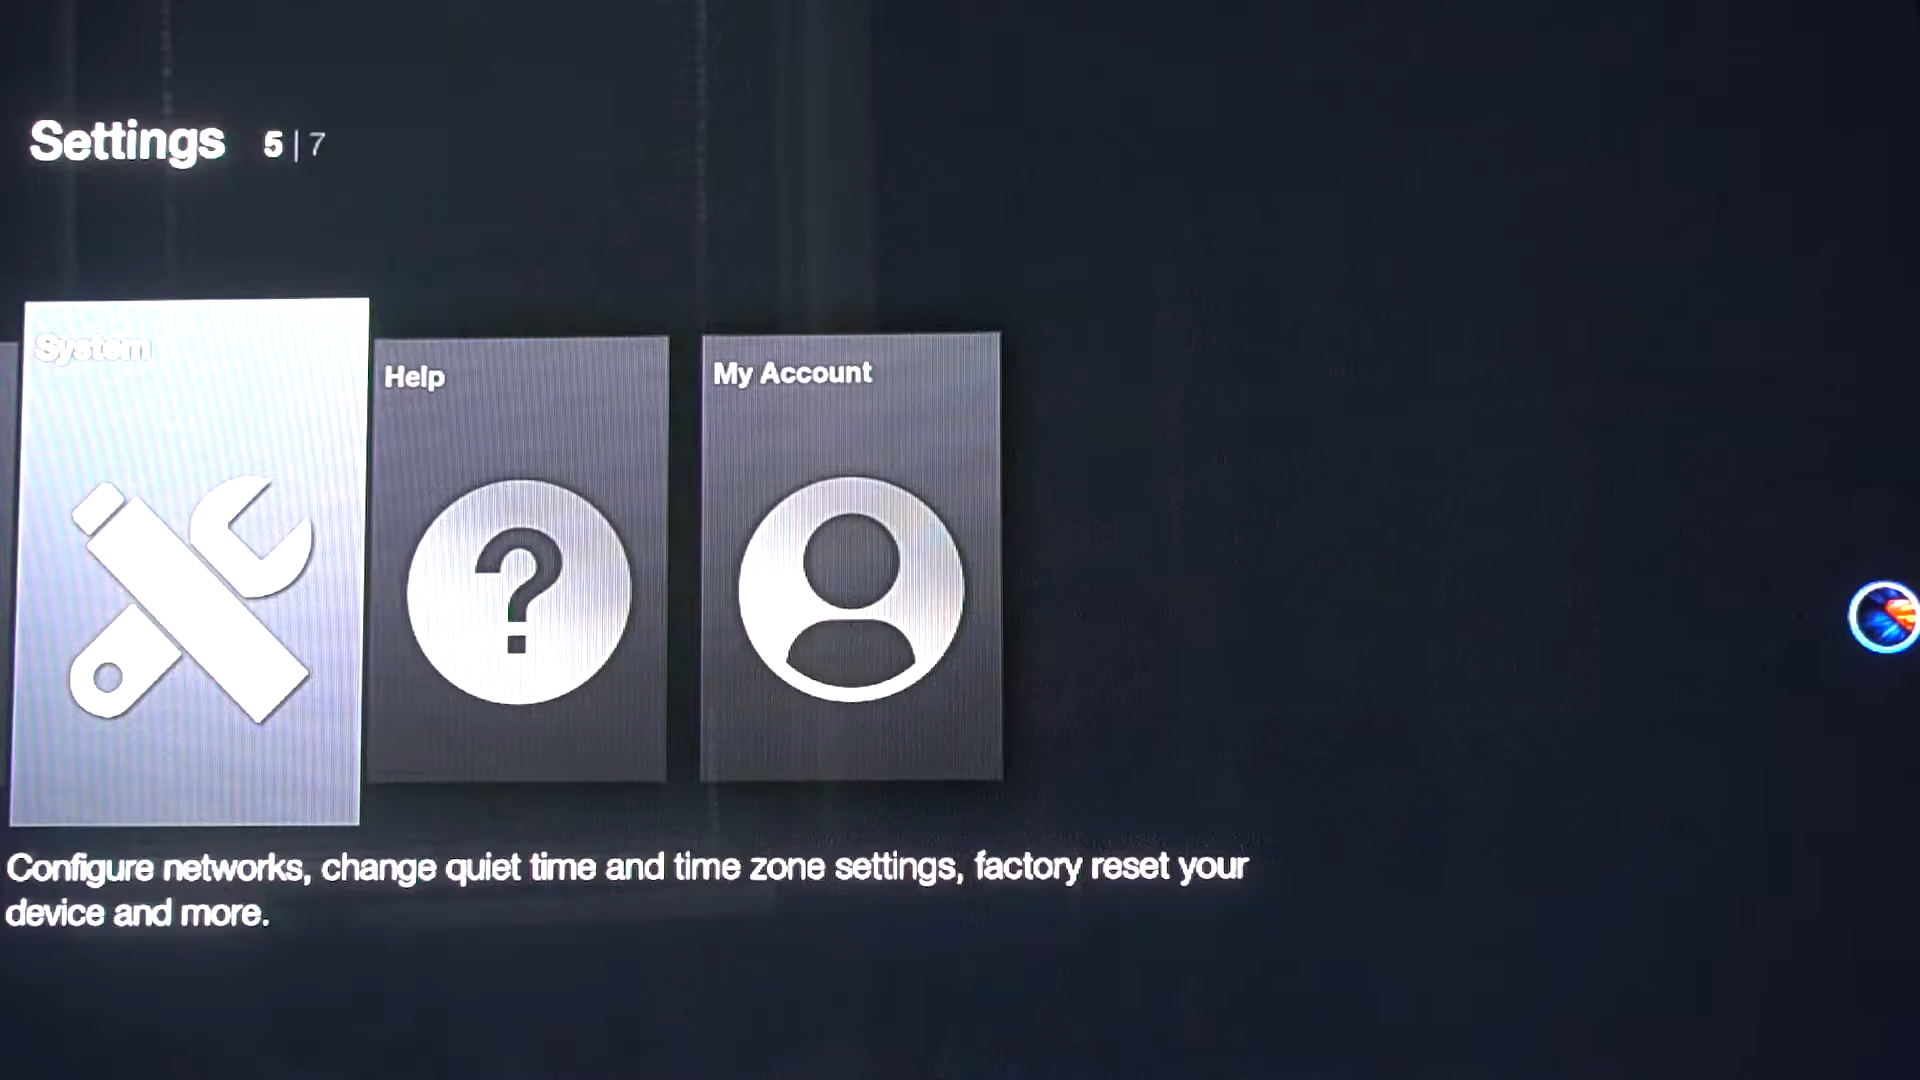 Settings 5 | 7
System
Help
My Account
Configure networks, change quiet time and time zone settings, factory reset your
device and more.